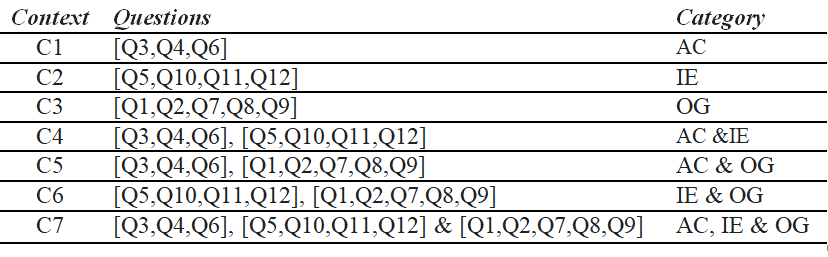 Context Questions Category
C1 [Q3,Q4,Q6] AC
C2 [Q5,Q10,Q11,Q12] IE
C3 [Q1,Q2,Q7,Q8,Q9] OG
C4 [Q3,Q4,Q6], [Q5,Q10,Q11,Q12] AC &IE
C5 [Q3,Q4,Q6], [Q1,Q2,Q7,Q8,Q9] AC & OG
C6 [Q5,Q10,Q11,Q12], [Q1,Q2,Q7,Q8,Q9] IE & OG
C7 [Q3,Q4,Q6], [Q5,Q10,Q11,Q12] & [Q1,Q2,Q7,Q8,Q9] AC, IE & OG